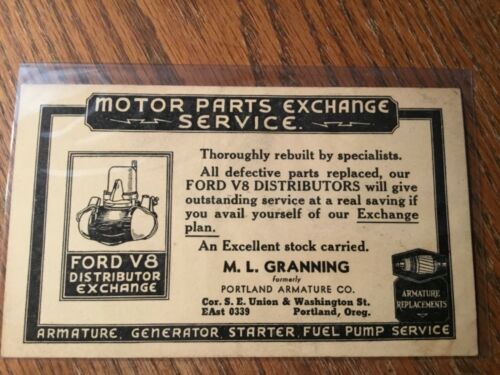 MOTOR PARTS EXCHANGE
SERVICE.
Thoroughly rebuilt by specialists.
All defective parts replaced, our
FORD V8 DISTRIBUTORS will give
outstanding service at a real saving if
you avail yourself of our Exchange
plan.
An Excellent stock carried.
M. L. GRANNING
formerly
PORTLAND ARMATURE CO.
Cor. S. E. Union & Washington St.
EAst 0339 Portland, Oreg.
FORD V8
DISTRIBUTOR
EXCHANGE
ARMATURE
REPLACEMENTS
ARMATURE, GENERATOR, STARTER, FUEL PUMP SERVICE